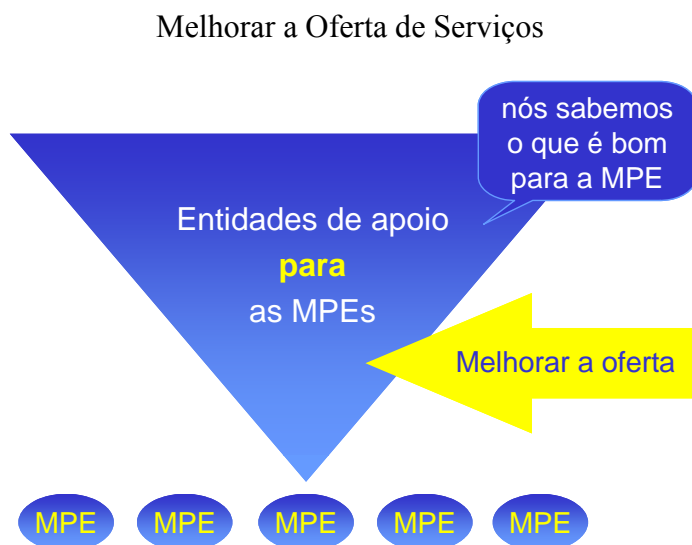 Melhorar a Oferta de Serviços
nós sabemos
o que é bom
para a MPE
Entidades de apoio
para
as MPEs
Melhorar a oferta
MPE
MPE
MPE
MPE
MPE